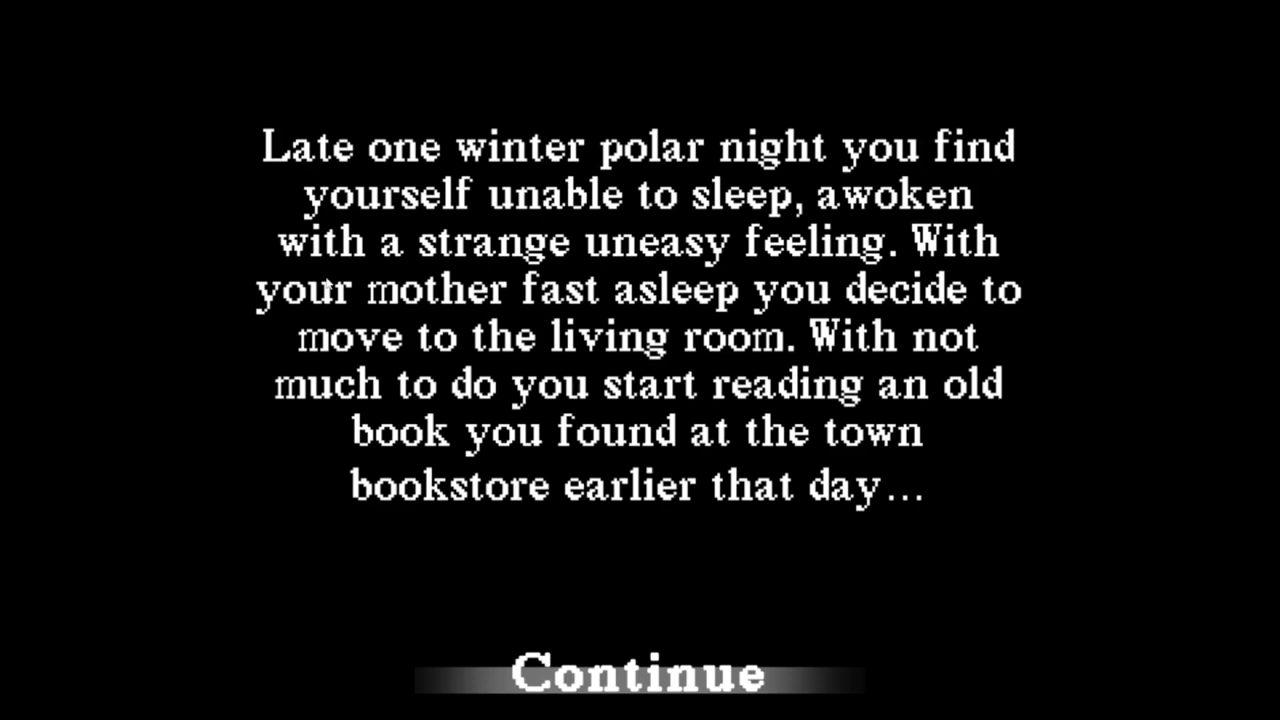 Late one winter polar night you find
yourself unable to sleep, awoken
with a strange uneasy feeling. With
your mother fast asleep you decide to
move to the living room. With not
much to do you start reading an old
book you found at the town
bookstore earlier that day...
Continue